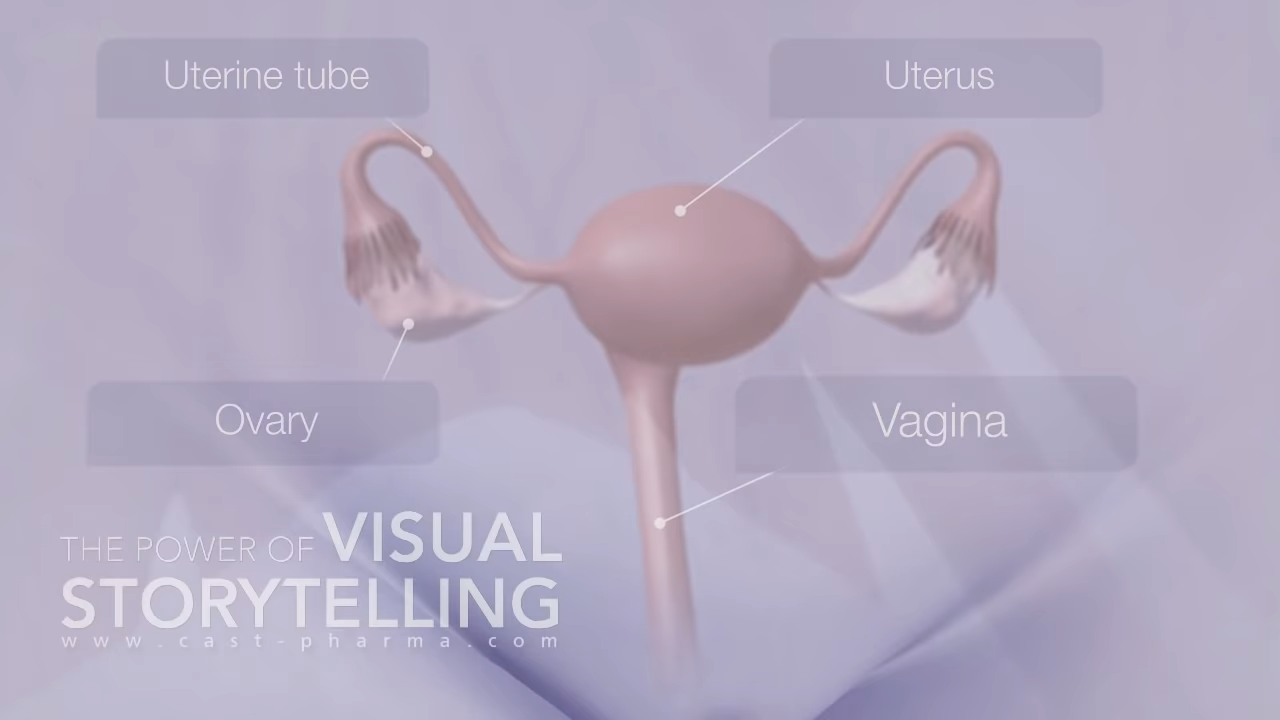 Uterine tube
Uterus
Ovary
Vagina
THE POWER OF VISUAL
STORYTELLING
www.cast-pharma.com